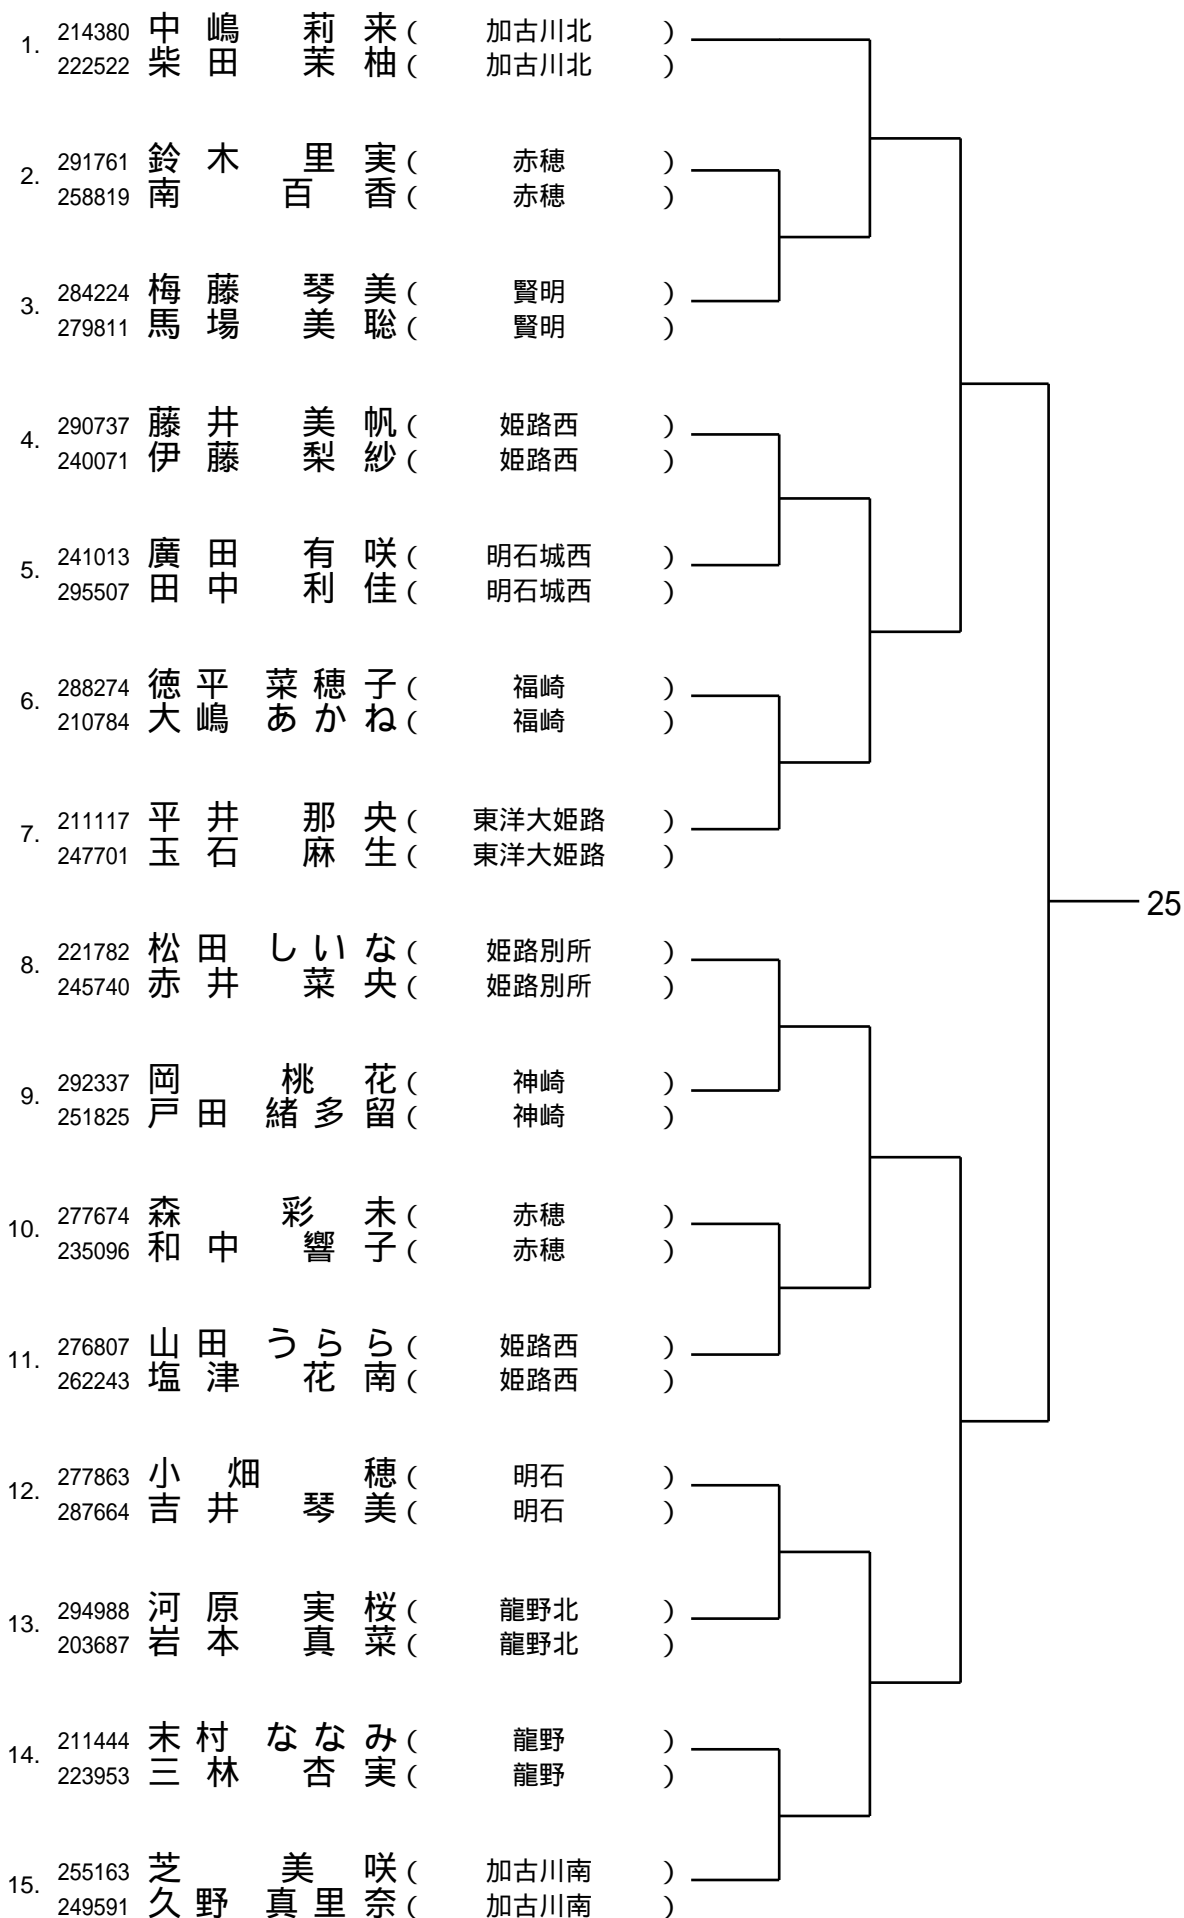 1. 214380 中嶋 莉来 ( 加古川北 )
222522 柴田 茉柚 ( 加古川北 )
2. 291761 鈴木 里実 ( 赤穂 )
258819 南 百香 ( 赤穂 )
3. 284224 梅藤 琴美 ( 賢明 )
279811 馬場 美聡 ( 賢明 )
4. 290737 藤井 美帆 ( 姫路西 )
240071 伊藤 梨紗 ( 姫路西 )
5. 241013 廣田 有咲 ( 明石城西 )
295507 田中 利佳 ( 明石城西 )
6. 288274 徳平 菜穂子 ( 福崎 )
210784 大嶋 あかね ( 福崎 )
7. 211117 平井 那央 ( 東洋大姫路 )
247701 玉石 麻生 ( 東洋大姫路 )
25
8. 221782 松田 しいな ( 姫路別所 )
245740 赤井 菜央 ( 姫路別所 )
9. 292337 岡 桃花 ( 神崎 )
251825 戸田 緒多留 ( 神崎 )
10. 277674 森 彩未 ( 赤穂 )
235096 和中 響子 ( 赤穂 )
11. 276807 山田 うらら ( 姫路西 )
262243 塩津 花南 ( 姫路西 )
12. 277863 小畑 穂 ( 明石 )
287664 吉井 琴美 ( 明石 )
13. 294988 河原 実桜 ( 龍野北 )
203687 岩本 真菜 ( 龍野北 )
14. 211444 末村 ななみ ( 龍野 )
223953 三林 杏実 ( 龍野 )
15. 255163 芝 美咲 ( 加古川南 )
249591 久野 真里奈 ( 加古川南 )